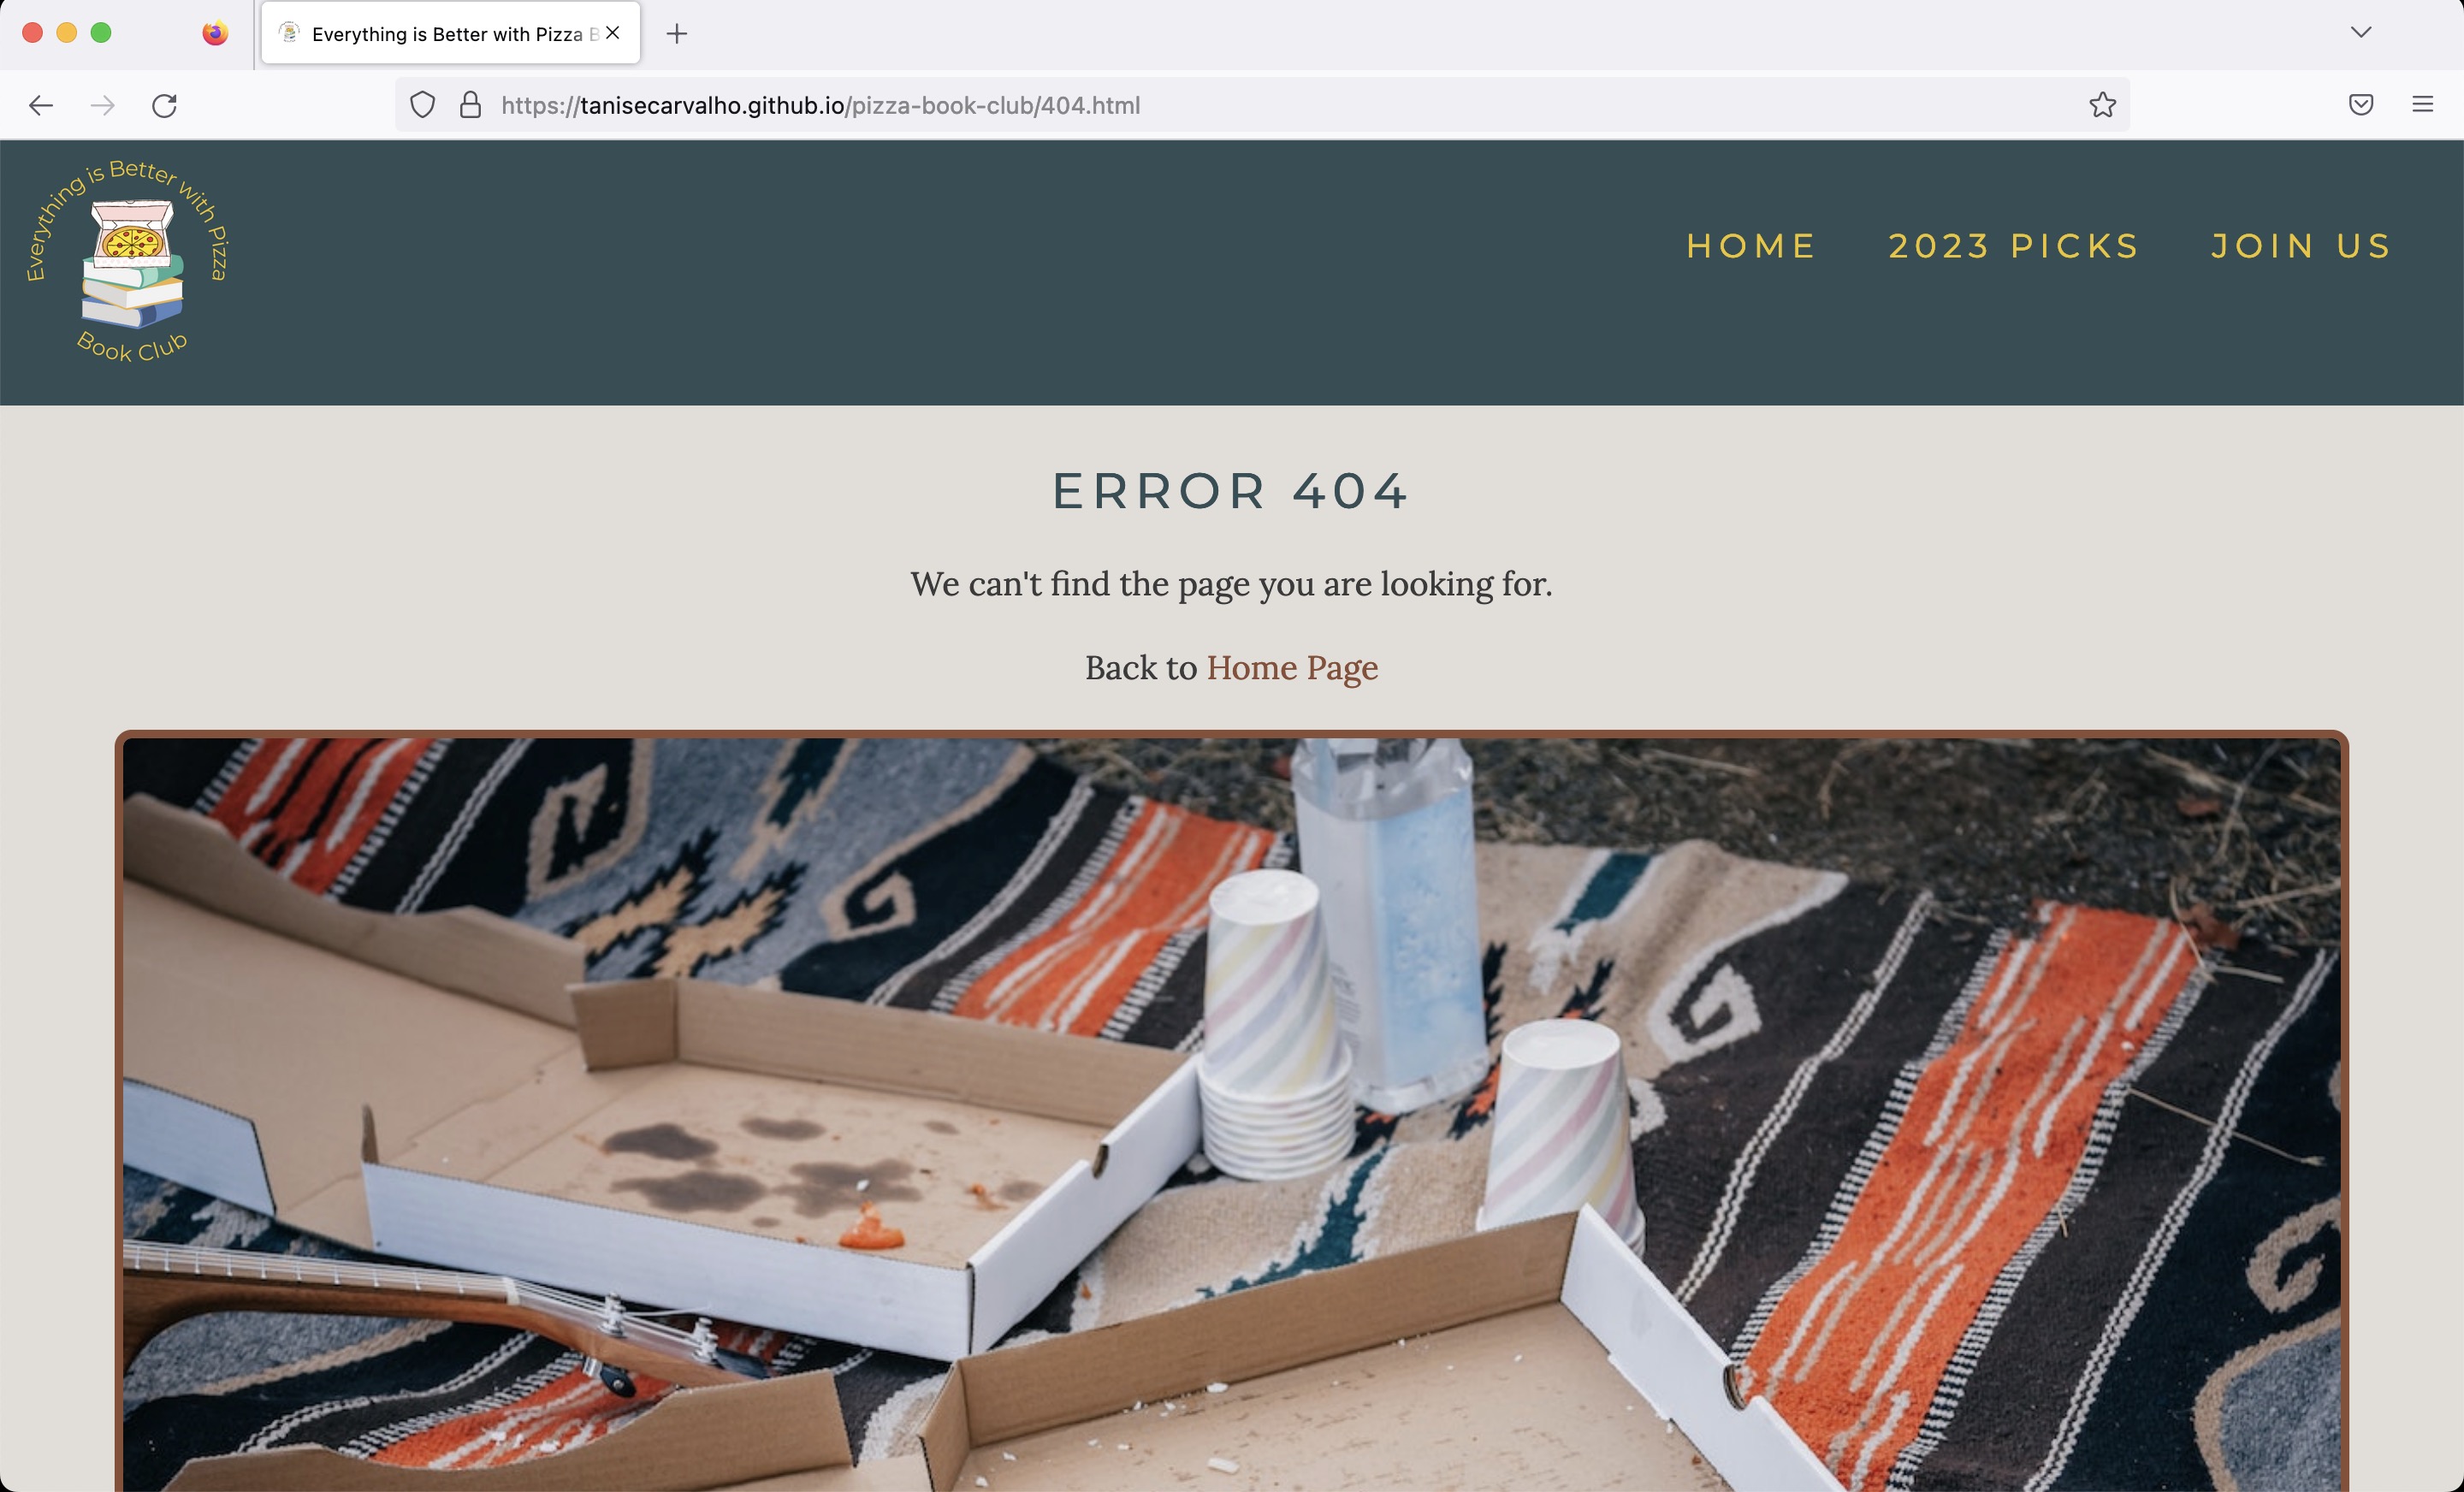 Everything is Better with Pizza B
https://tanisecarvalho.github.io/pizza-book-club/404.html
Everything is Better with Pizza
Book Club
HOME 2023 PICKS JOIN US
ERROR 404
We can't find the page you are looking for.
Back to Home Page